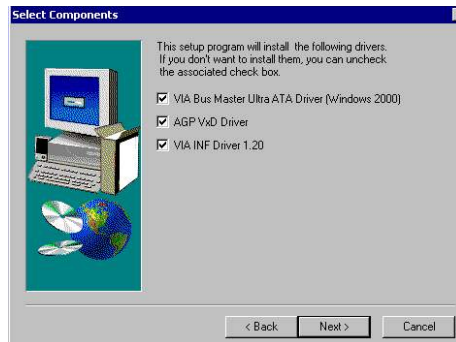 Select Components
This setup program will install the following drivers.
If you don't want to install them, you can uncheck
the associated check box.
VIA Bus Master Ultra ATA Driver (Windows 2000)
AGP VxD Driver
VIA INF Driver 1.20
< Back
Next >
Cancel